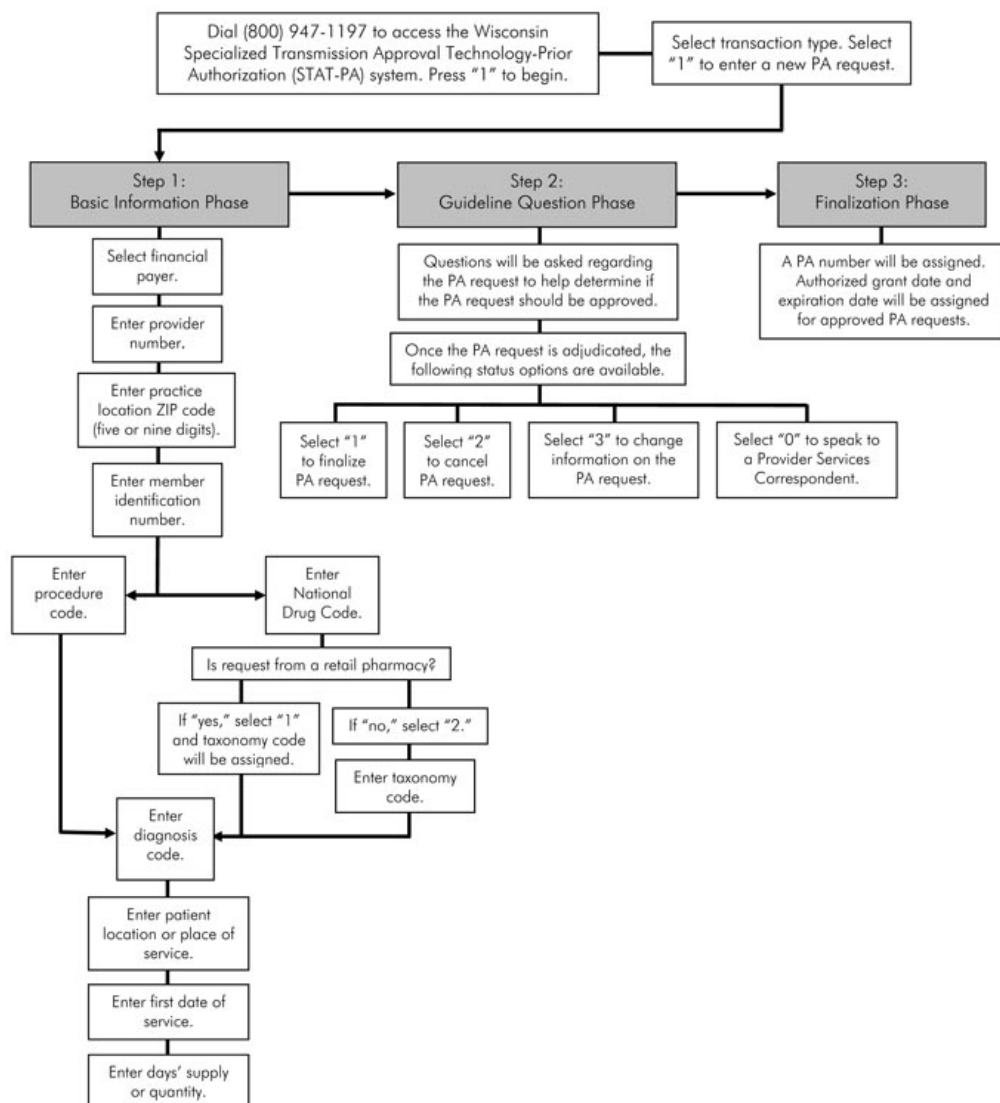 Dial (800) 947-1197 to access the Wisconsin
Specialized Transmission Approval Technology-Prior
Authorization (STAT-PA) system. Press “1” to begin.
Select transaction type. Select
“1” to enter a new PA request.
Step 1:
Basic Information Phase
Step 2:
Guideline Question Phase
Step 3:
Finalization Phase
Select financial
payer.
Enter provider
number.
Enter practice
location ZIP code
(five or nine digits).
Enter member
identification
number.
Enter
procedure
code.
Enter
National
Drug Code.
Is request from a retail pharmacy?
If “yes,” select “1”
and taxonomy code
will be assigned.
If “no,” select “2.”
Enter taxonomy
code.
Enter
diagnosis
code.
Enter patient
location or place of
service.
Enter first date of
service.
Enter days’ supply
or quantity.
Questions will be asked regarding
the PA request to help determine if
the PA request should be approved.
Once the PA request is adjudicated, the
following status options are available.
Select “1”
to finalize
PA request.
Select “2”
to cancel
PA request.
Select “3” to change
information on the
PA request.
Select “0” to speak to
a Provider Services
Correspondent.
A PA number will be assigned.
Authorized grant date and
expiration date will be assigned
for approved PA requests.